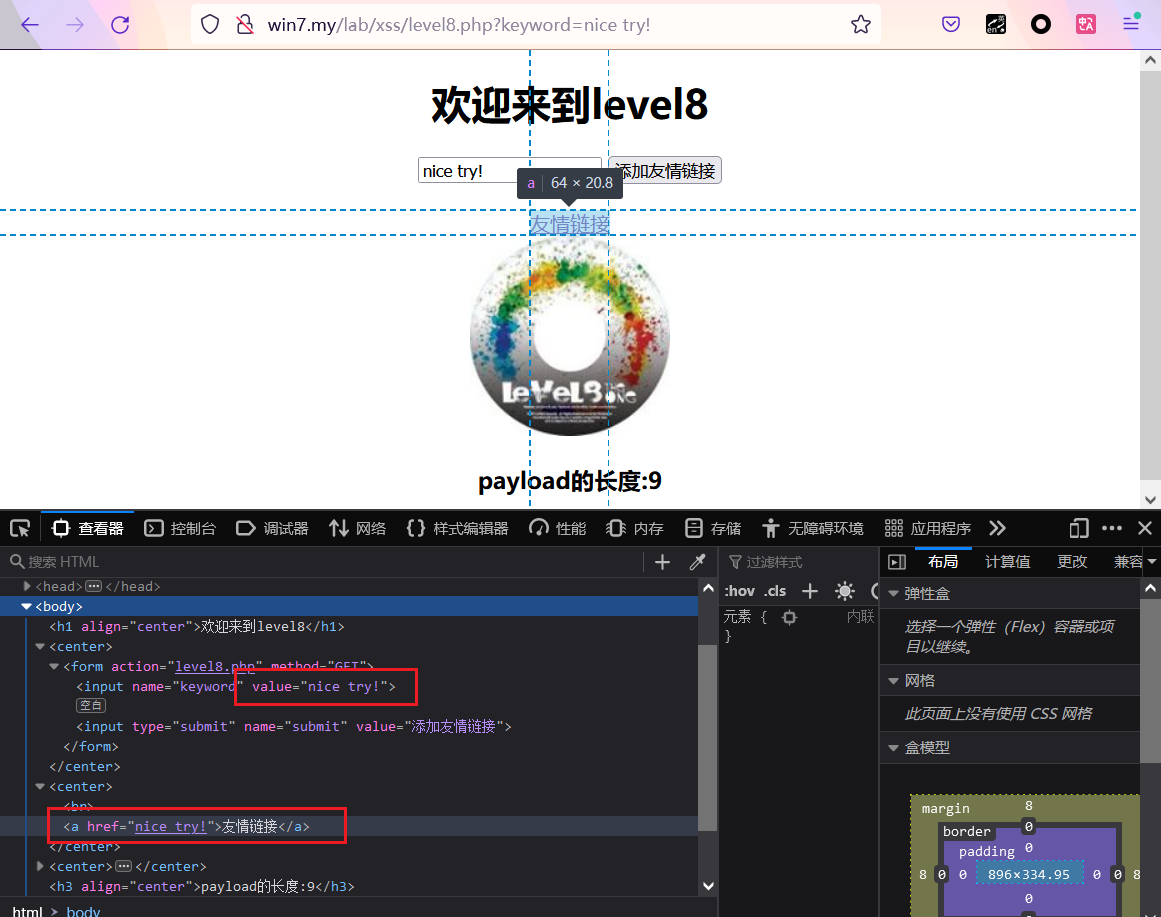 win7.my/lab/xss/level8.php?keyword=nice try!
欢迎来到level8
nice try! 添加友情链接
a 64 × 20.8
友情链接
LeVeL8
payload的长度:9
查看器 控制台 调试器 网络 {} 样式编辑器 性能 内存 存储 无障碍环境 应用程序
搜索 HTML
<head> </head>
<body>
<h1 align="center">欢迎来到level8</h1>
<center>
<form action="level8.php" method="GET">
<input name="keyword" value="nice try!">
空白
<input type="submit" name="submit" value="添加友情链接">
</form>
</center>
<center>
<br>
<a href="nice try!">友情链接</a>
</center>
<center> </center>
<h3 align="center">payload的长度:9</h3>
html > body
过滤样式
:hov .cls +
元素 { 内联
}
布局 计算值 更改 兼容
弹性盒
选择一个弹性（Flex）容器或项
目以继续。
网格
此页面上没有使用 CSS 网格
盒模型
margin 8
border 0
padding 0
8 0 0 896×334.95 0 0 8
0